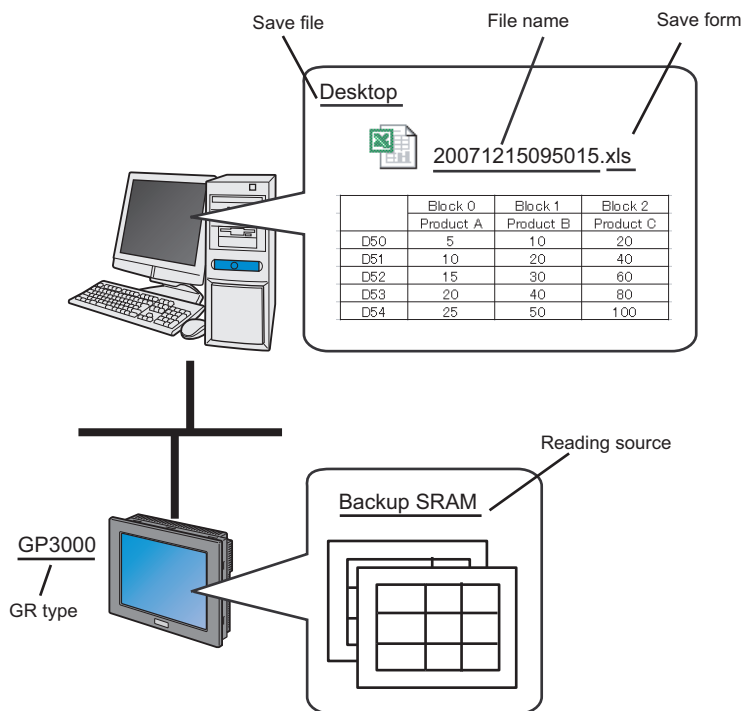 Save file
File name
Save form
Desktop
20071215095015.xls
Block 0 Block 1 Block 2
Product A Product B Product C
D50 5 10 20
D51 10 20 40
D52 15 30 60
D53 20 40 80
D54 25 50 100
Reading source
Backup SRAM
GP3000
GR type